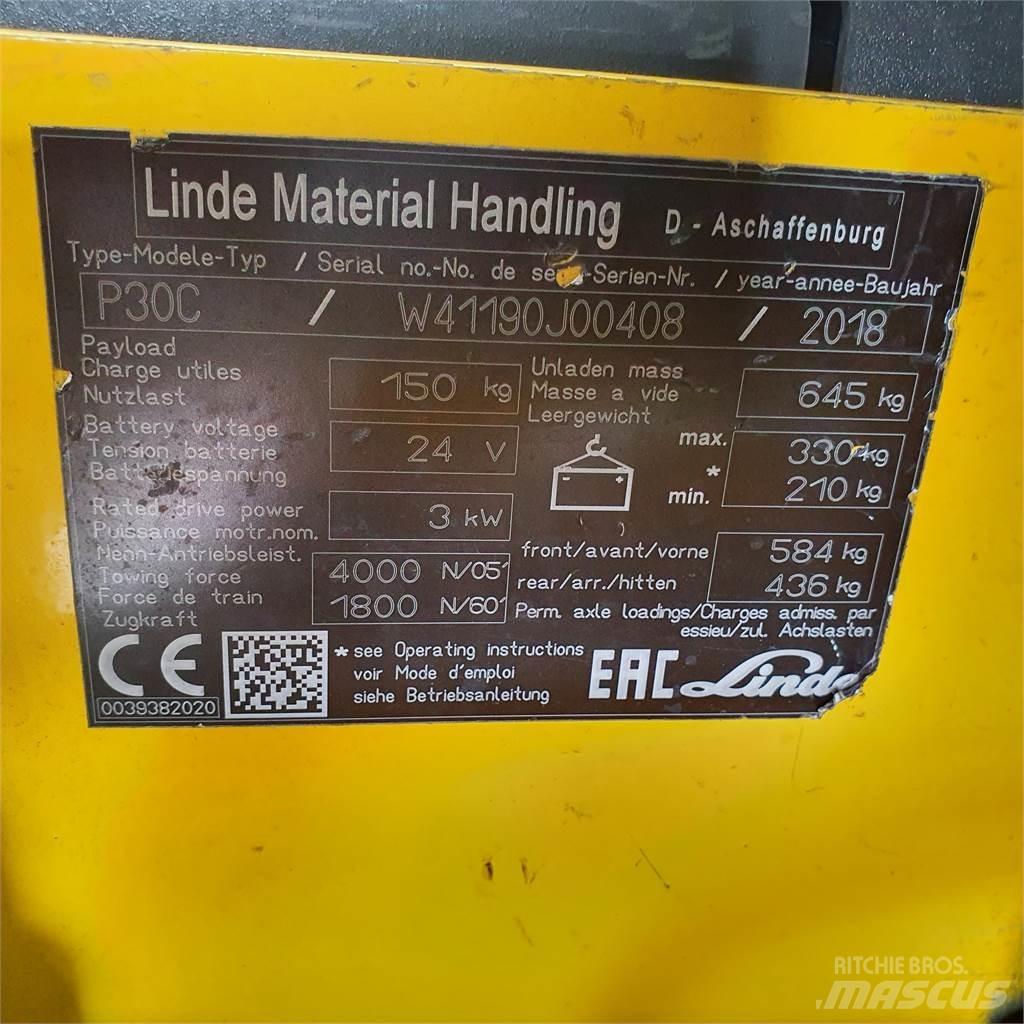 Linde Material Handling D - Aschaffenburg
Type-Modele-Typ / Serial no.-No. de serie-Serien-Nr. / year-annee-Baujahr
P30C / W41190J00408 / 2018
Payload
Charge utiles
Nutzlast
150 kg
Unladen mass
Masse a vide
Leergewicht
645 kg
Battery voltage
Tension batterie
Batteriespannung
24 V
max. 330 kg
*
min. 210 kg
Rated drive power
Puissance motr.nom.
Nenn-Antriebsleist.
3 kW
front/avant/vorne 584 kg
rear/arr./hitten 436 kg
Towing force
Force de train
Zugkraft
4000 N/05'
1800 N/60'
Perm. axle loadings/Charges admiss. par
essieu/zul. Achslasten
CE
0039382020
* see Operating instructions
voir Mode d'emploi
siehe Betriebsanleitung
EAC Linde
RITCHIE BROS.
MASCUS